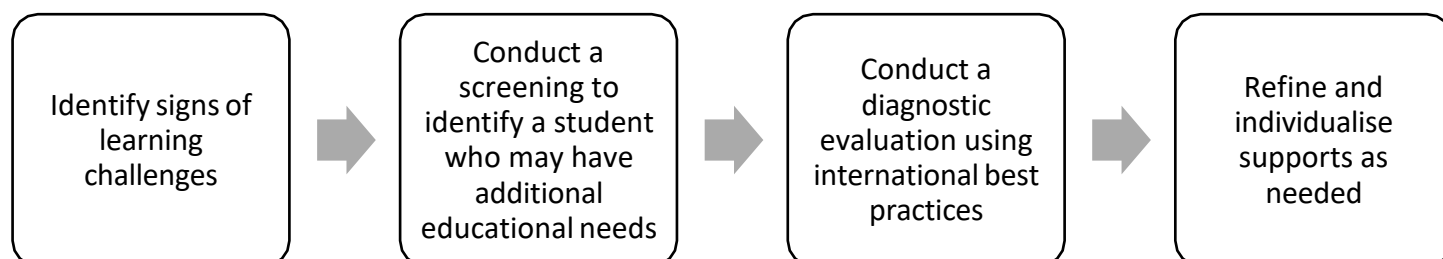 Identify signs of
learning
challenges
Conduct a
screening to
identify a student
who may have
additional
educational needs
Conduct a
diagnostic
evaluation using
international best
practices
Refine and
individualise
supports as
needed